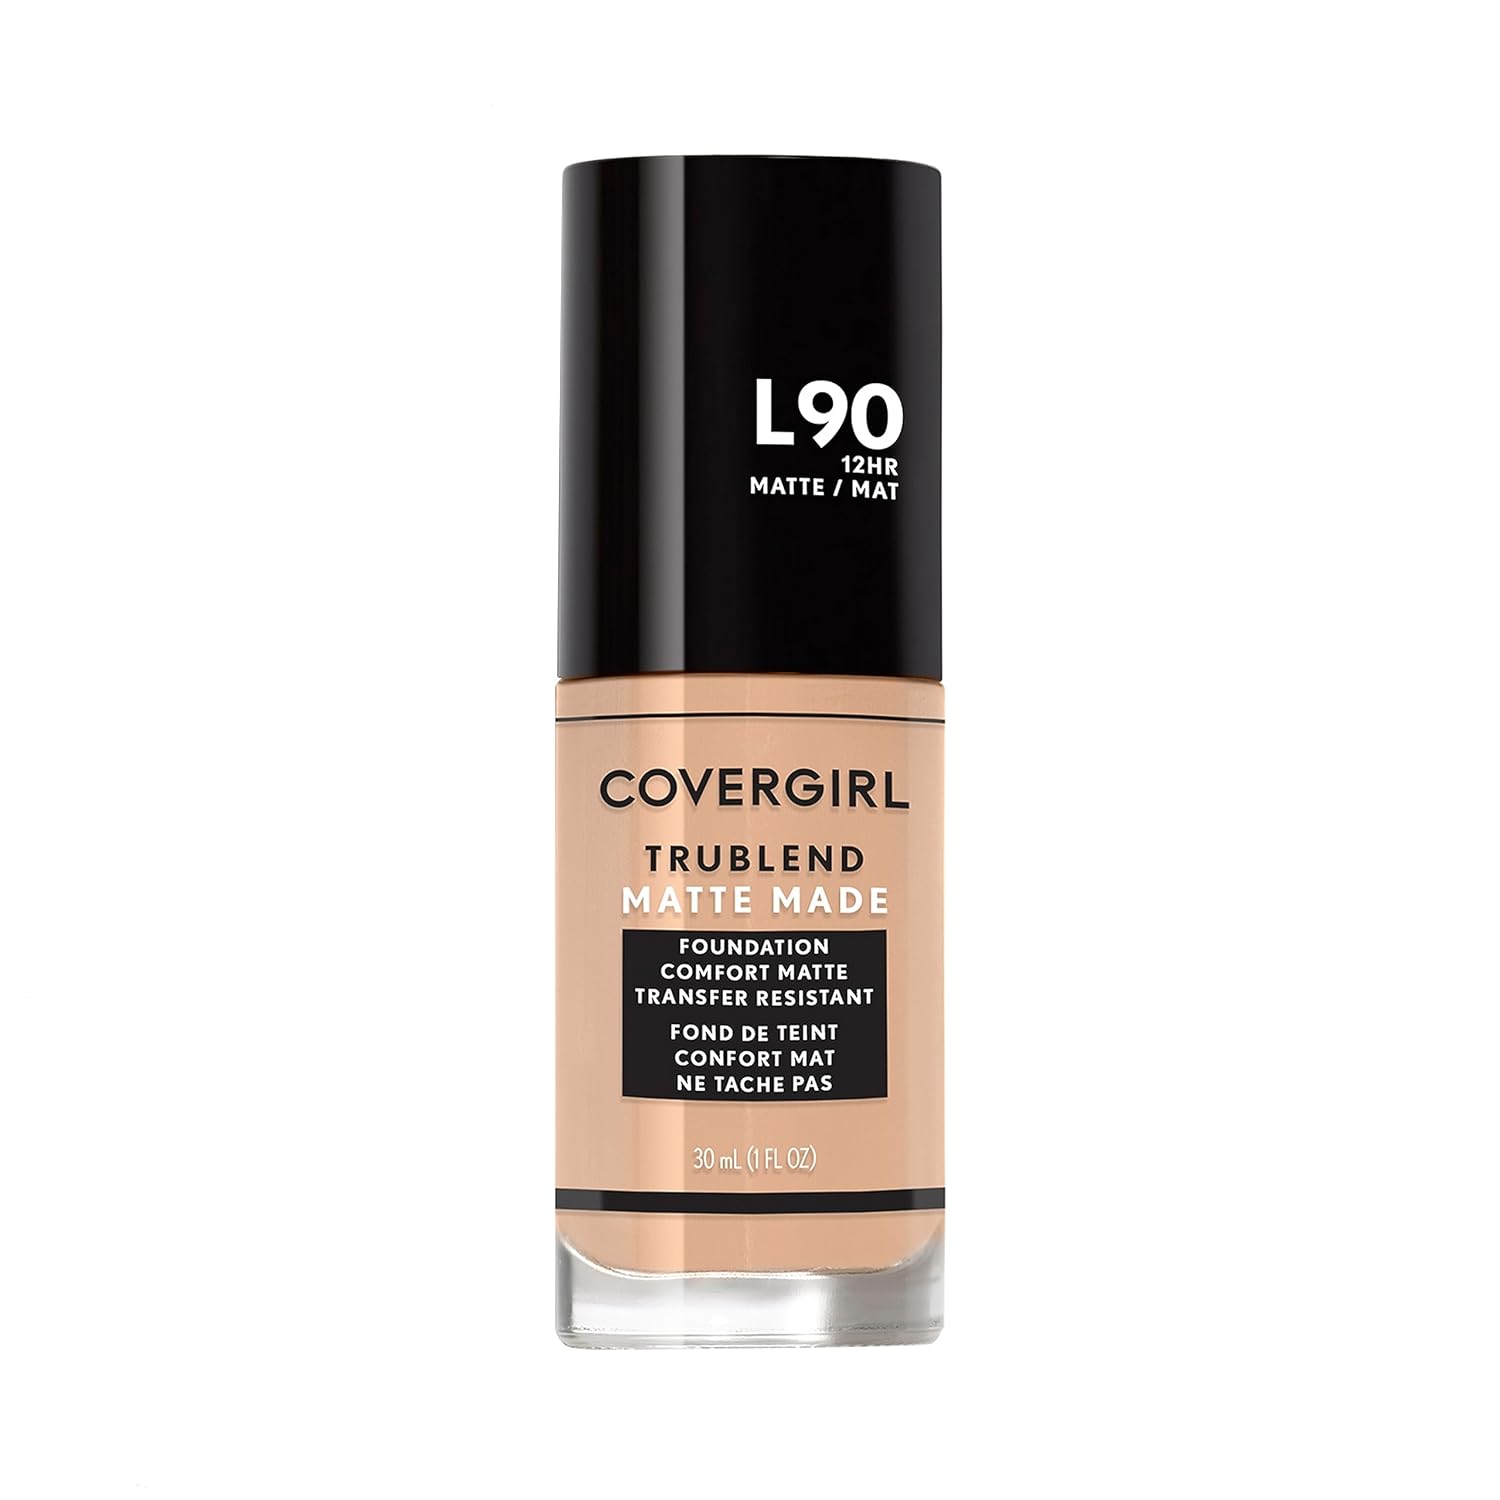 L90
12HR
MATTE / MAT
COVERGIRL
TRUBLEND
MATTE MADE
FOUNDATION
COMFORT MATTE
TRANSFER RESISTANT
FOND DE TEINT
CONFORT MAT
NE TACHE PAS
30 mL (1 FL OZ)